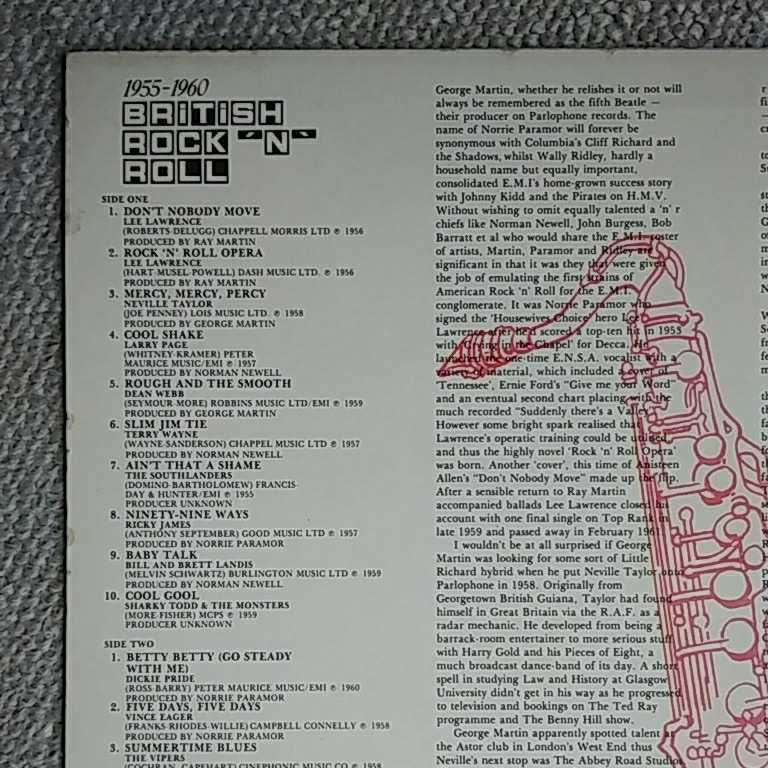 1955-1960
BRITISH
ROCK 'N'
ROLL
SIDE ONE
1. DON'T NOBODY MOVE
LEE LAWRENCE
(ROBERTS-DELUGG) CHAPPELL MORRIS LTD ℗ 1956
PRODUCED BY RAY MARTIN
2. ROCK 'N' ROLL OPERA
LEE LAWRENCE
(HART-MUSEL-POWELL) DASH MUSIC LTD. ℗ 1956
PRODUCED BY RAY MARTIN
3. MERCY, MERCY, PERCY
NEVILLE TAYLOR
(JOE PENNEY) LOIS MUSIC LTD. ℗ 1958
PRODUCED BY GEORGE MARTIN
4. COOL SHAKE
LARRY PAGE
(WHITNEY-KRAMER) PETER
MAURICE MUSIC/EMI ℗ 1957
PRODUCED BY NORMAN NEWELL
5. ROUGH AND THE SMOOTH
DEAN WEBB
(SEYMOUR-MORE) ROBBINS MUSIC LTD/EMI ℗ 1959
PRODUCED BY GEORGE MARTIN
6. SLIM JIM TIE
TERRY WAYNE
(WAYNE-SANDERSON) CHAPPEL MUSIC LTD ℗ 1957
PRODUCED BY NORMAN NEWELL
7. AIN'T THAT A SHAME
THE SOUTHLANDERS
(DOMINO-BARTHOLOMEW) FRANCIS-
DAY & HUNTER/EMI ℗ 1955
PRODUCER UNKNOWN
8. NINETY-NINE WAYS
RICKY JAMES
(ANTHONY SEPTEMBER) GOOD MUSIC LTD ℗ 1957
PRODUCED BY NORRIE PARAMOR
9. BABY TALK
BILL AND BRETT LANDIS
(MELVIN SCHWARTZ) BURLINGTON MUSIC LTD ℗ 1959
PRODUCED BY NORMAN NEWELL
10. COOL GOOL
SHARKY TODD & THE MONSTERS
(MORE-FISHER) MCPS ℗ 1959
PRODUCER UNKNOWN
SIDE TWO
1. BETTY BETTY (GO STEADY
WITH ME)
DICKIE PRIDE
(ROSS-BARRY) PETER MAURICE MUSIC/EMI ℗ 1960
PRODUCED BY NORRIE PARAMOR
2. FIVE DAYS, FIVE DAYS
VINCE EAGER
(FRANKS-RHODES-WILLIE) CAMPBELL CONNELLY ℗ 1958
PRODUCED BY NORRIE PARAMOR
3. SUMMERTIME BLUES
THE VIPERS
(COCHRAN, CAPEHART) CINEPHONIC MUSIC CO ℗ 1958
George Martin, whether he relishes it or not will
always be remembered as the fifth Beatle —
their producer on Parlophone records. The
name of Norrie Paramor will forever be
synonymous with Columbia's Cliff Richard and
the Shadows, whilst Wally Ridley, hardly a
household name but equally important,
consolidated E.M.I's home-grown success story
with Johnny Kidd and the Pirates on H.M.V.
Without wishing to omit equally talented a 'n' r
chiefs like Norman Newell, John Burgess, Bob
Barratt et al who would share the E.M.I. roster
of artists, Martin, Paramor and Ridley are
significant in that it was they that were given
the job of emulating the first strains of
American Rock 'n' Roll for the E.M.I.
conglomerate. It was Norrie Paramor who
signed the 'Housewives Choice' hero Lee
Lawrence after he'd scored a top-ten hit in 1953
with 'Crying in the Chapel' for Decca. He
launched the one-time E.N.S.A. vocalist with a
variety of material, which included a cover of
'Tennessee', Ernie Ford's "Give me your Word"
and an eventual second chart placing with the
much recorded "Suddenly there's a Valley"
However some bright spark realised that
Lawrence's operatic training could be utilised,
and thus the highly novel 'Rock 'n' Roll Opera'
was born. Another 'cover', this time of Anisteen
Allen's "Don't Nobody Move" made up the flip.
After a sensible return to Ray Martin
accompanied ballads Lee Lawrence closed his
account with one final single on Top Rank in
late 1959 and passed away in February 1961.
I wouldn't be at all surprised if George
Martin was looking for some sort of Little
Richard hybrid when he put Neville Taylor onto
Parlophone in 1958. Originally from
Georgetown British Guiana, Taylor had found
himself in Great Britain via the R.A.F. as a
radar mechanic. He developed from being a
barrack-room entertainer to more serious stuff
with Harry Gold and his Pieces of Eight, a
much broadcast dance-band of its day. A short
spell in studying Law and History at Glasgow
University didn't get in his way as he progressed
to television and bookings on The Ted Ray
programme and The Benny Hill show.
George Martin apparently spotted talent at
the Astor club in London's West End thus
Neville's next stop was The Abbey Road Studios